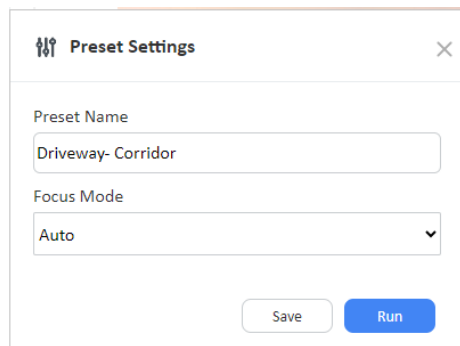 Preset Settings
Preset Name
Driveway- Corridor
Focus Mode
Auto
Save
Run